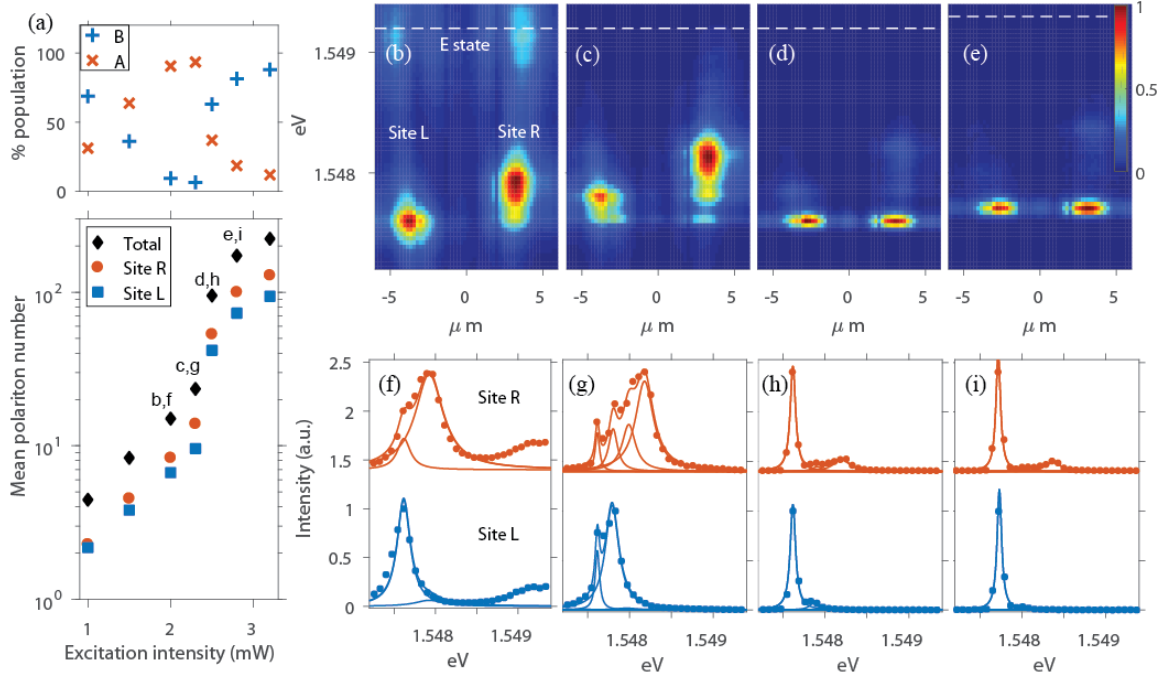 (a)
B
A
100
50
0
% population
Total
Site R
Site L
e,i
d,h
c,g
b,f
10²
10¹
10⁰
Mean polariton number
1
2
3
Excitation intensity (mW)
1.549
1.548
eV
(b)
E state
Site L
Site R
(c)
(d)
(e)
1
0.5
0
-5
0
5
-5
0
5
-5
0
5
-5
0
5
μ m
μ m
μ m
μ m
2.5
2
1.5
1
0.5
0
Intensity (a.u.)
(f)
Site R
Site L
(g)
(h)
(i)
1.548
1.549
1.548
1.549
1.548
1.549
1.548
1.549
eV
eV
eV
eV